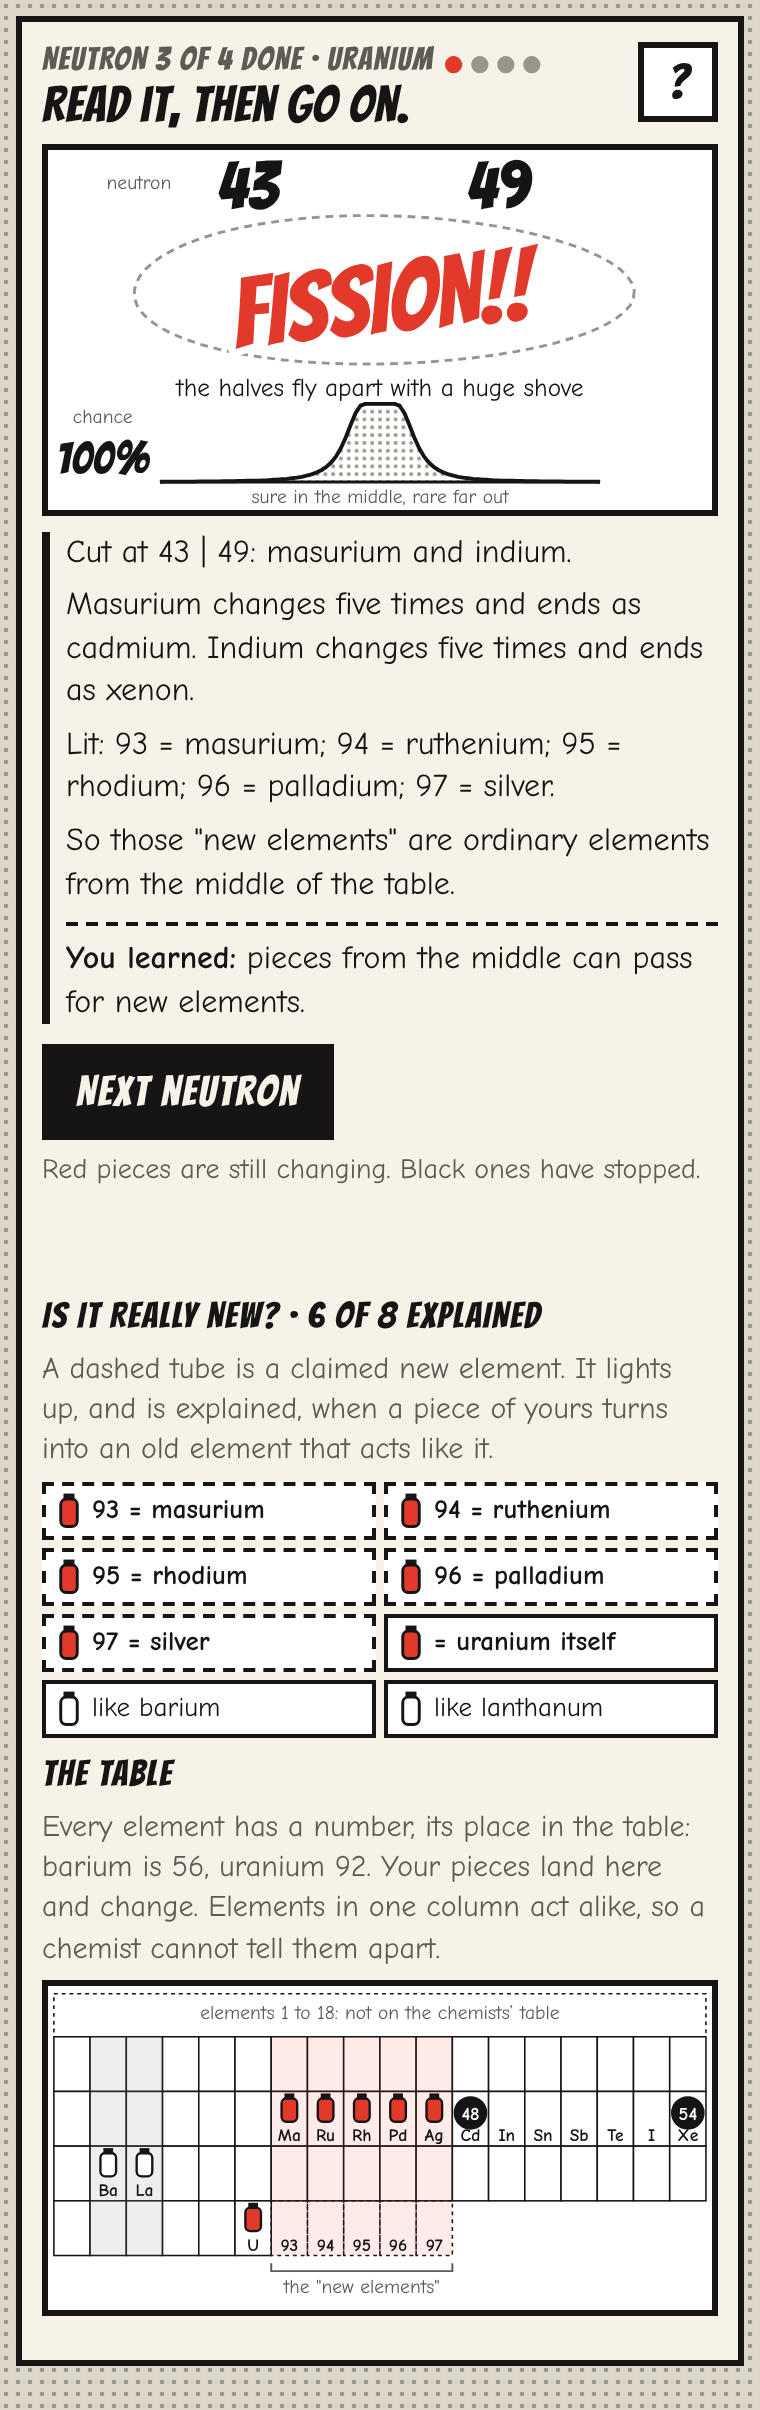 NEUTRON 3 OF 4 DONE · URANIUM
READ IT, THEN GO ON.
?
neutron 43 49
FISSION!!
the halves fly apart with a huge shove
chance
100%
sure in the middle, rare far out
Cut at 43 | 49: masurium and indium.
Masurium changes five times and ends as
cadmium. Indium changes five times and ends
as xenon.
Lit: 93 = masurium; 94 = ruthenium; 95 =
rhodium; 96 = palladium; 97 = silver.
So those "new elements" are ordinary elements
from the middle of the table.
You learned: pieces from the middle can pass
for new elements.
NEXT NEUTRON
Red pieces are still changing. Black ones have stopped.
IS IT REALLY NEW? · 6 OF 8 EXPLAINED
A dashed tube is a claimed new element. It lights
up, and is explained, when a piece of yours turns
into an old element that acts like it.
93 = masurium
94 = ruthenium
95 = rhodium
96 = palladium
97 = silver
= uranium itself
like barium
like lanthanum
THE TABLE
Every element has a number, its place in the table:
barium is 56, uranium 92. Your pieces land here
and change. Elements in one column act alike, so a
chemist cannot tell them apart.
elements 1 to 18: not on the chemists' table
48 54
Ma Ru Rh Pd Ag Cd In Sn Sb Te I Xe
Ba La
U 93 94 95 96 97
the "new elements"